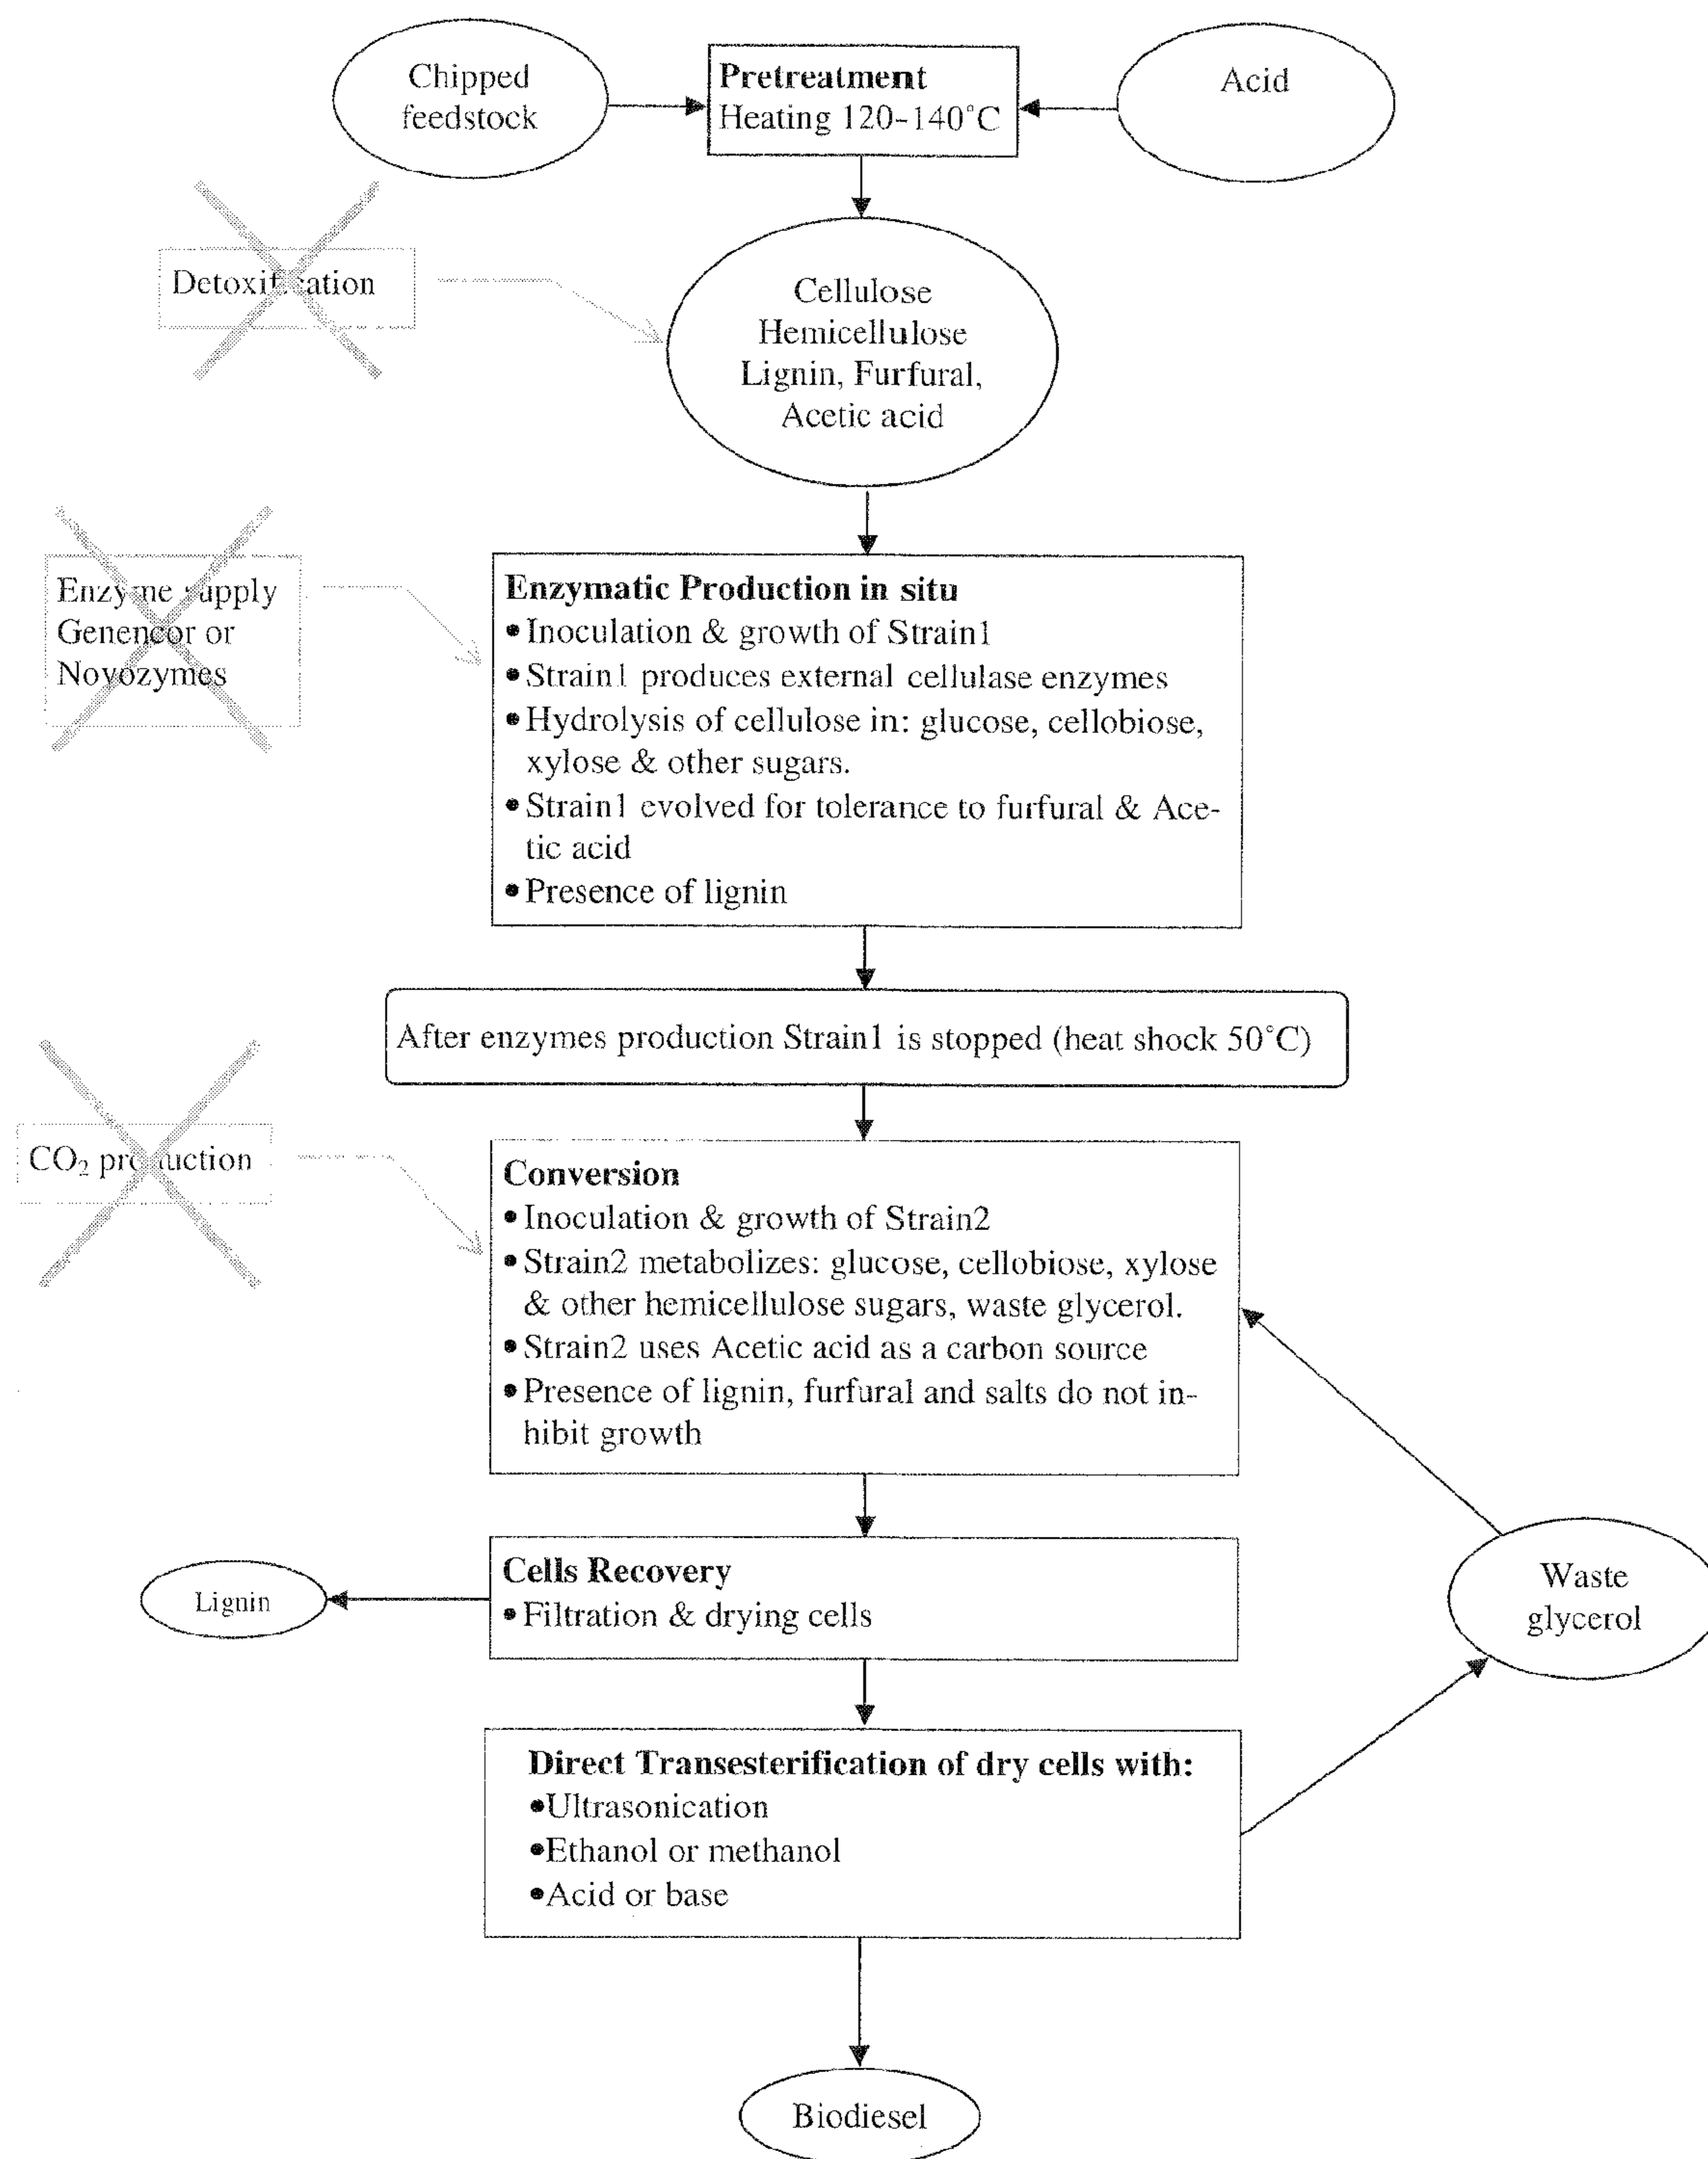 Chipped
feedstock
Pretreatment
Heating 120-140°C
Acid
Detoxification
Cellulose
Hemicellulose
Lignin, Furfural,
Acetic acid
Enzyme supply
Genencor or
Novozymes
Enzymatic Production in situ
•Inoculation & growth of Strain1
•Strain1 produces external cellulase enzymes
•Hydrolysis of cellulose in: glucose, cellobiose,
xylose & other sugars.
•Strain1 evolved for tolerance to furfural & Ace-
tic acid
•Presence of lignin
After enzymes production Strain1 is stopped (heat shock 50°C)
CO₂ production
Conversion
•Inoculation & growth of Strain2
•Strain2 metabolizes: glucose, cellobiose, xylose
& other hemicellulose sugars, waste glycerol.
•Strain2 uses Acetic acid as a carbon source
•Presence of lignin, furfural and salts do not in-
hibit growth
Lignin
Cells Recovery
•Filtration & drying cells
Waste
glycerol
Direct Transesterification of dry cells with:
•Ultrasonication
•Ethanol or methanol
•Acid or base
Biodiesel